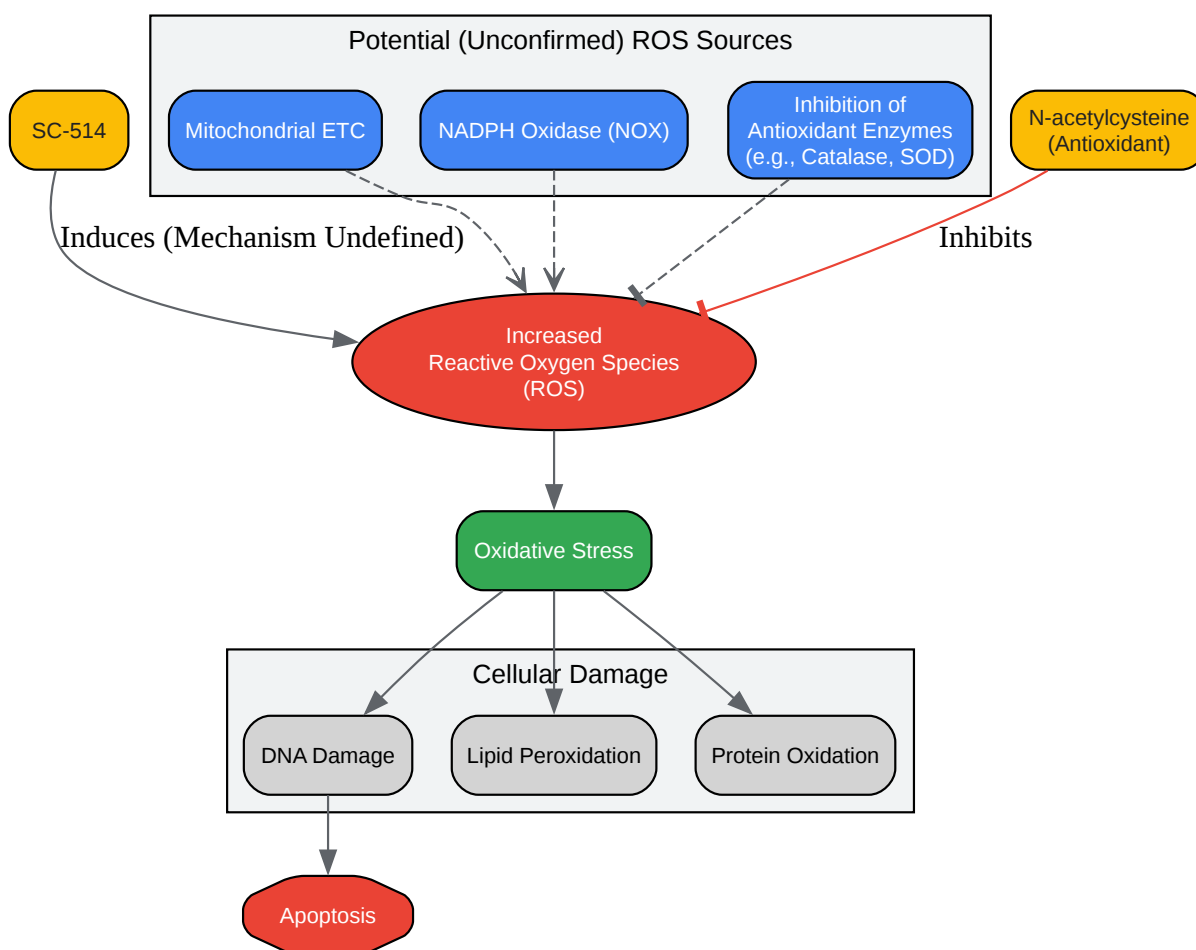 Potential (Unconfirmed) ROS Sources
SC-514
Mitochondrial ETC
NADPH Oxidase (NOX)
Inhibition of
Antioxidant Enzymes
(e.g., Catalase, SOD)
N-acetylcysteine
(Antioxidant)
Induces (Mechanism Undefined)
Inhibits
Increased
Reactive Oxygen Species
(ROS)
Oxidative Stress
Cellular Damage
DNA Damage
Lipid Peroxidation
Protein Oxidation
Apoptosis